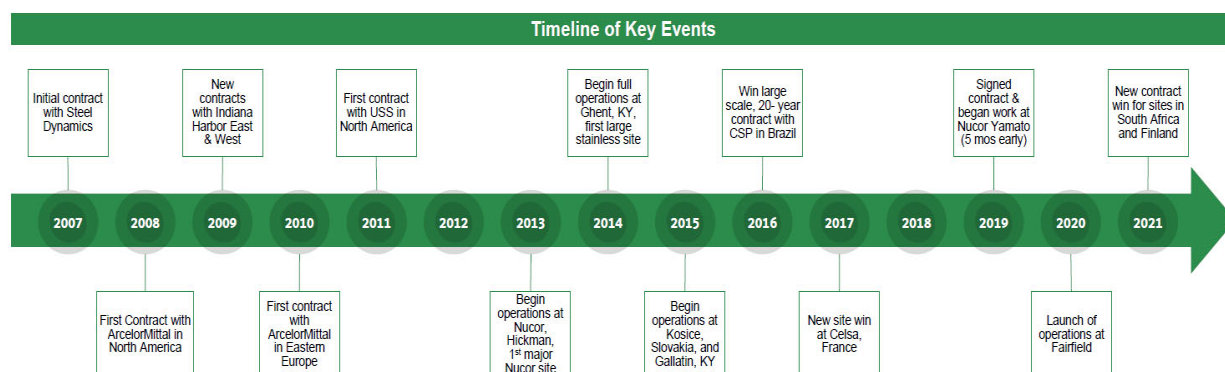 Timeline of Key Events
Initial contract
with Steel
Dynamics
New
contracts
with Indiana
Harbor East
& West
First contract
with USS in
North America
Begin full
operations at
Ghent, KY,
first large
stainless site
Win large
scale, 20- year
contract with
CSP in Brazil
Signed
contract &
began work at
Nucor Yamato
(5 mos early)
New contract
win for sites in
South Africa
and Finland
2007 2008 2009 2010 2011 2012 2013 2014 2015 2016 2017 2018 2019 2020 2021
First Contract with
ArcelorMittal in
North America
First contract
with
ArcelorMittal
in Eastern
Europe
Begin
operations at
Nucor,
Hickman,
1st major
Nucor site
Begin
operations at
Kosice,
Slovakia, and
Gallatin, KY
New site win
at Celsa,
France
Launch of
operations at
Fairfield